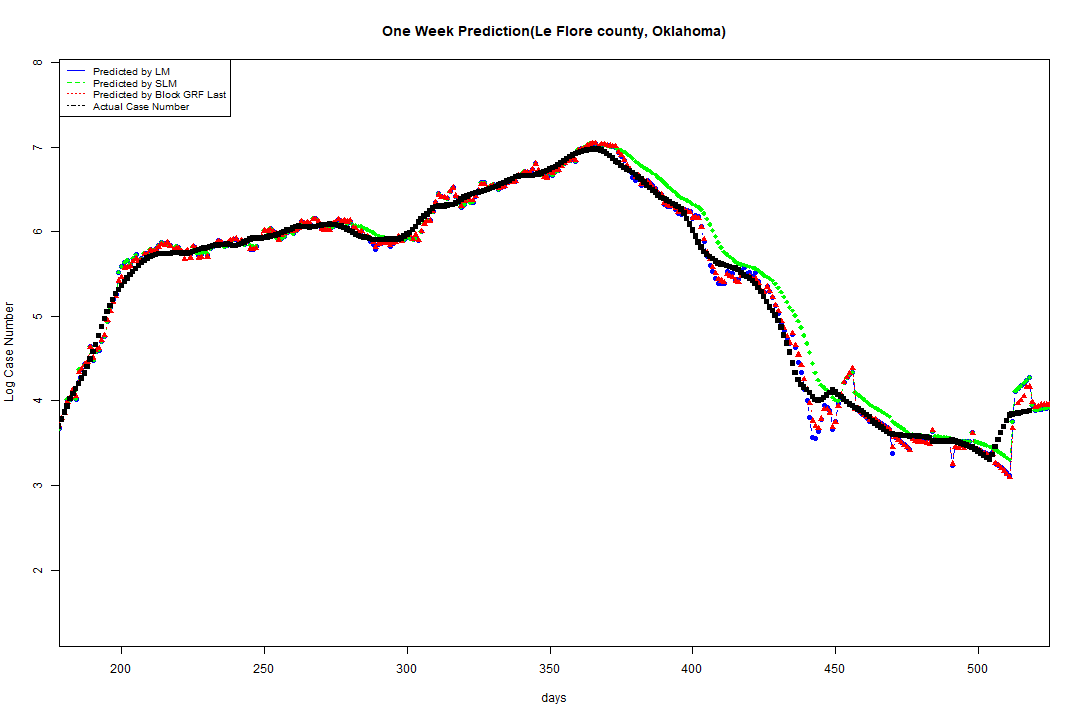 One Week Prediction(Le Flore county, Oklahoma)
Predicted by LM
Predicted by SLM
Predicted by Block GRF Last
Actual Case Number
8
7
6
5
4
3
2
Log Case Number
200 250 300 350 400 450 500
days